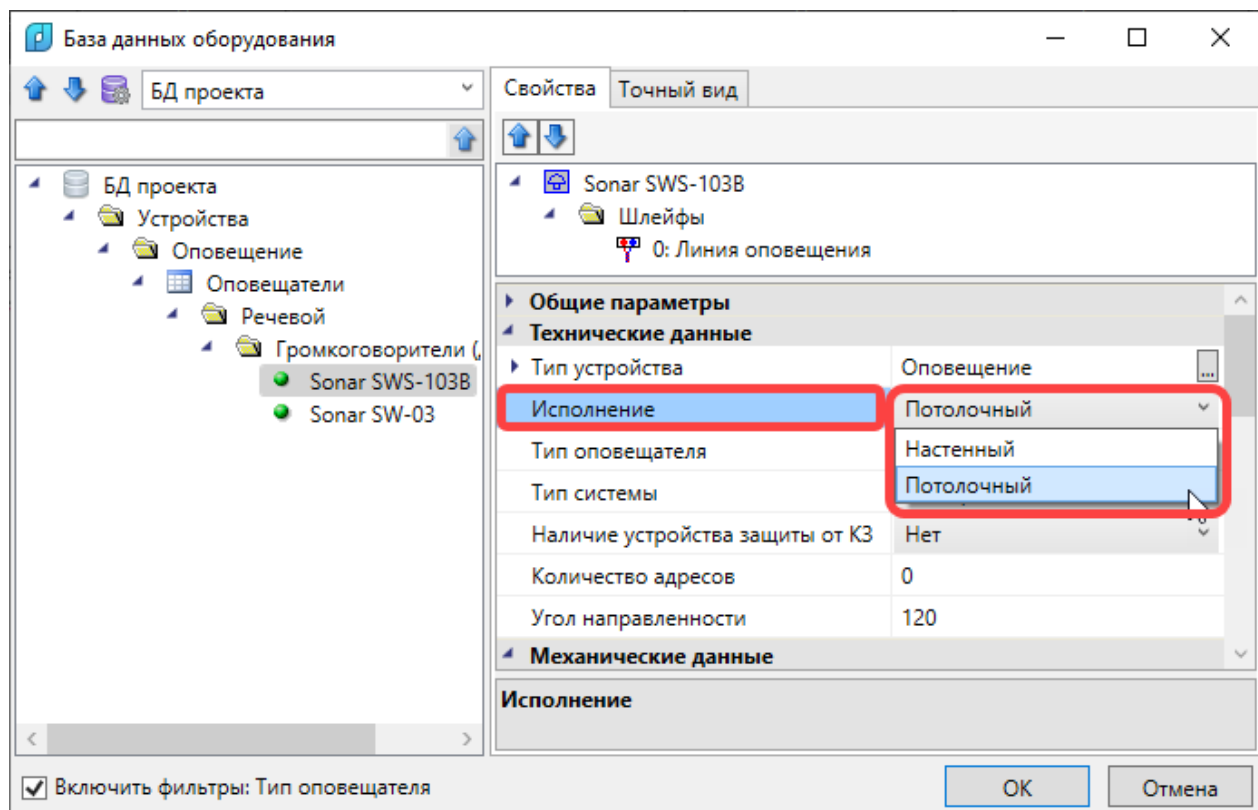 База данных оборудования
БД проекта
БД проекта
Устройства
Оповещение
Оповещатели
Речевой
Громкоговорители (
Sonar SWS-103B
Sonar SW-03
Свойства Точный вид
Sonar SWS-103B
Шлейфы
0: Линия оповещения
Общие параметры
Технические данные
Тип устройства Оповещение ...
Исполнение Потолочный
Настенный
Тип оповещателя
Потолочный
Тип системы
Наличие устройства защиты от КЗ Нет
Количество адресов 0
Угол направленности 120
Механические данные
Исполнение
Включить фильтры: Тип оповещателя
ОК Отмена